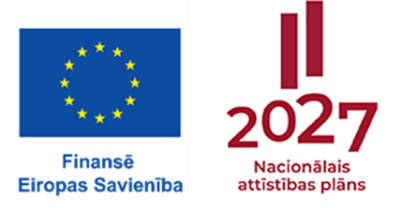 Finansē
Eiropas Savienība
2027
Nacionālais
attīstības plāns